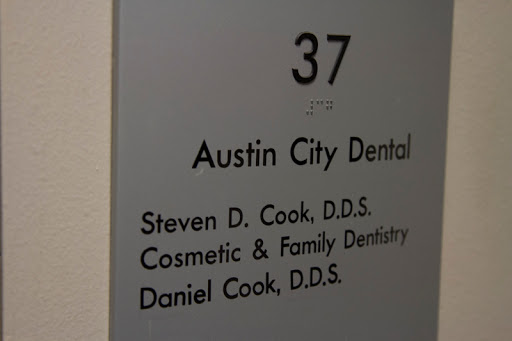 37
Austin City Dental
Steven D. Cook, D.D.S.
Cosmetic & Family Dentistry
Daniel Cook, D.D.S.